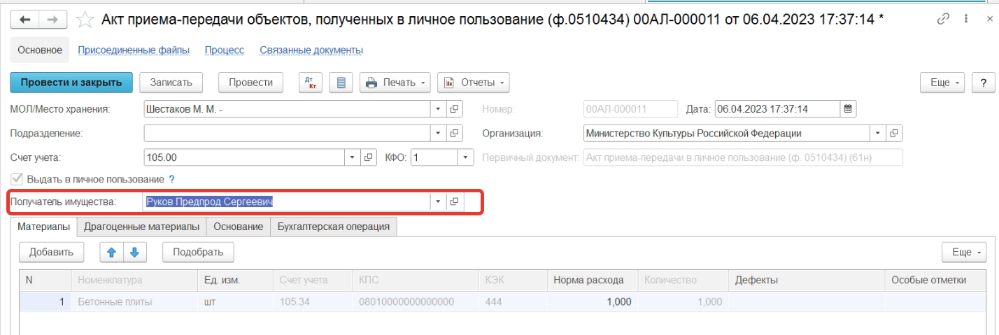 Акт приема-передачи объектов, полученных в личное пользование (ф.0510434) 00АЛ-000011 от 06.04.2023 17:37:14 *
Основное Присоединенные файлы Процесс Связанные документы
Провести и закрыть Записать Провести Дт Кт Печать Отчеты Еще ?
МОЛ/Место хранения: Шестаков М. М. - Номер: 00АЛ-000011 Дата: 06.04.2023 17:37:14
Подразделение: Организация: Министерство Культуры Российской Федерации
Счет учета: 105.00 КФО: 1 Первичный документ: Акт приема-передачи в личное пользование (ф. 0510434) (61н)
Выдать в личное пользование ?
Получатель имущества: Руков Предпрод Сергеевич
Материалы Драгоценные материалы Основание Бухгалтерская операция
Добавить Подобрать Еще
N Номенклатура Ед. изм. Счет учета КПС КЭК Норма расхода Количество Дефекты Особые отметки
1 Бетонные плиты шт 105.34 08010000000000000 444 1,000 1,000